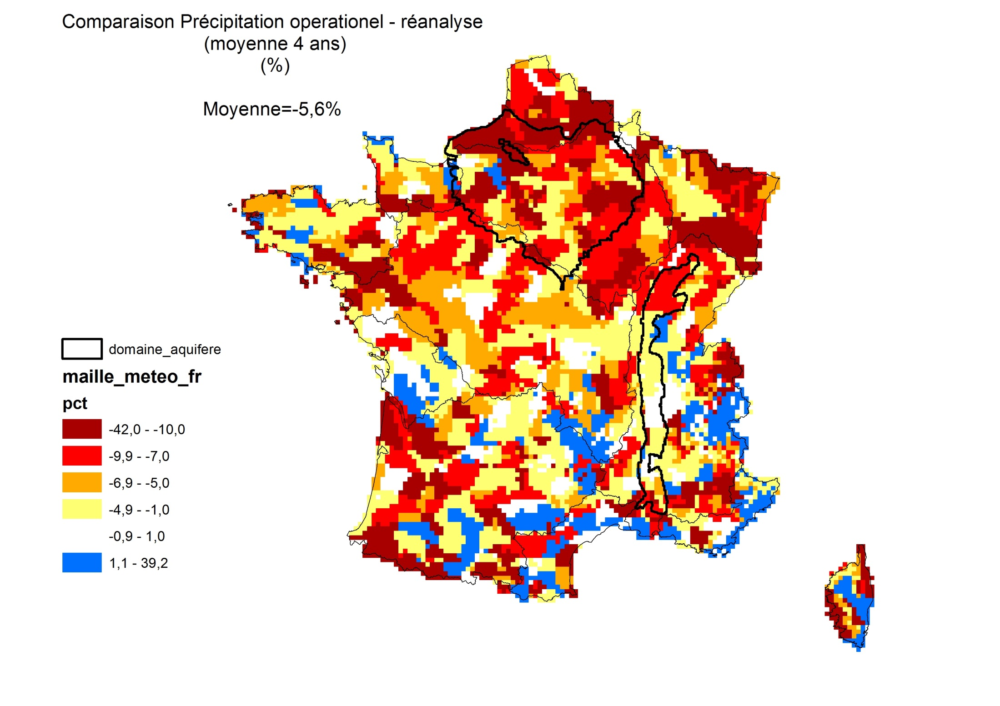 Comparaison Précipitation operationel - réanalyse
(moyenne 4 ans)
(%)
Moyenne=-5,6%
domaine_aquifere
maille_meteo_fr
pct
-42,0 - -10,0
-9,9 - -7,0
-6,9 - -5,0
-4,9 - -1,0
-0,9 - 1,0
1,1 - 39,2